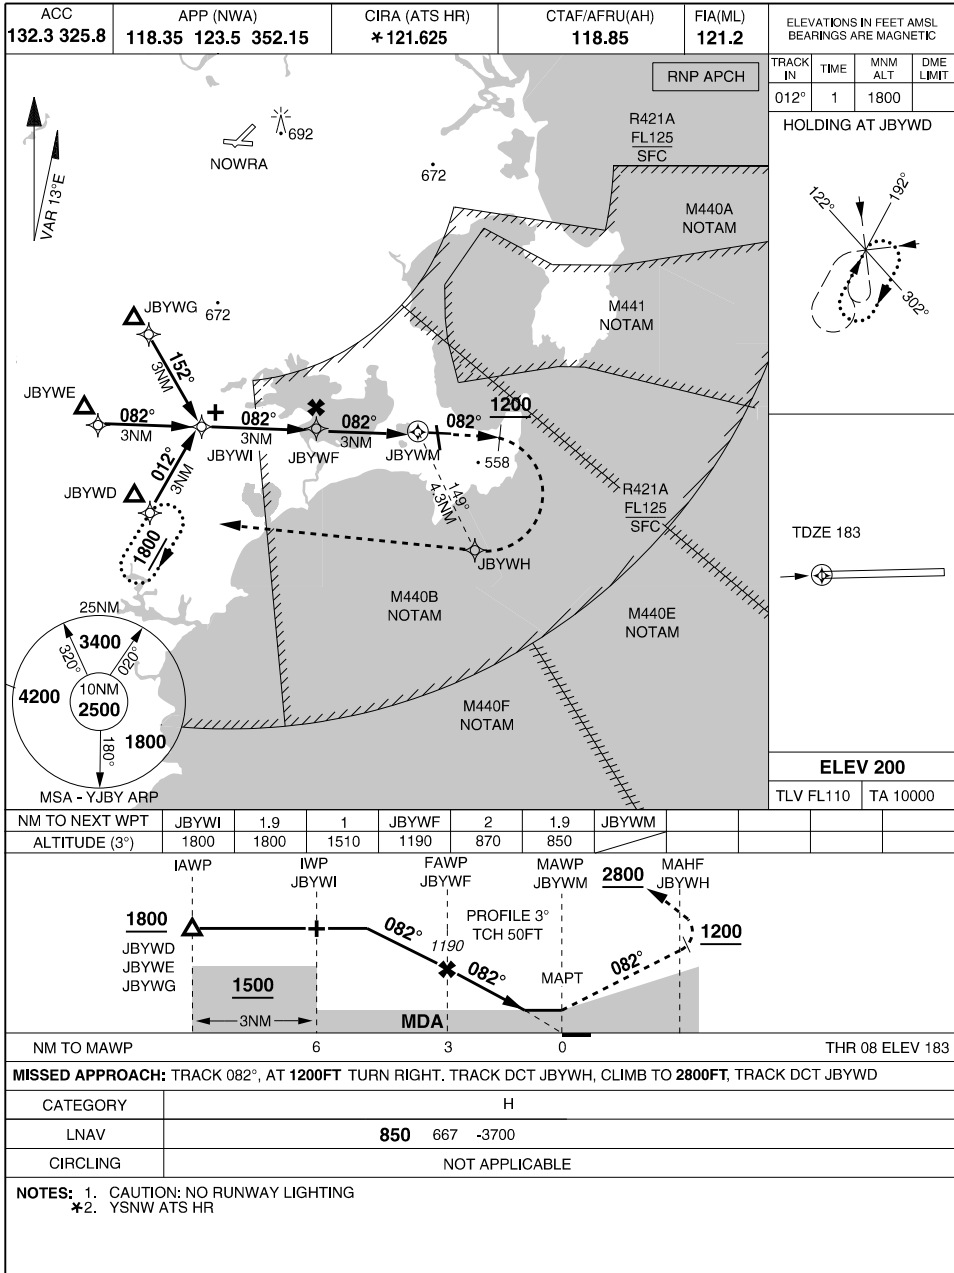 ACC APP (NWA) CIRA (ATS HR) CTAF/AFRU(AH) FIA(ML)
132.3 325.8 118.35 123.5 352.15 *121.625 118.85 121.2
ELEVATIONS IN FEET AMSL
BEARINGS ARE MAGNETIC
TRACK IN TIME MNM ALT DME LIMIT
012° 1 1800
HOLDING AT JBYWD
122°
192°
302°
RNP APCH
VAR 13°E
692
NOWRA
672
R421A
FL125
SFC
M440A
NOTAM
M441
NOTAM
JBYWG 672
152°
3NM
JBYWE
082°
3NM
JBYWI
082°
3NM
JBYWF
082°
3NM
JBYWM
082°
1200
558
JBYWD
012°
3NM
1800
149°
4.3NM
JBYWH
R421A
FL125
SFC
M440B
NOTAM
M440E
NOTAM
M440F
NOTAM
TDZE 183
25NM
3400
320°
020°
4200
10NM
2500
180°
1800
MSA - YJBY ARP
ELEV 200
TLV FL110 TA 10000
NM TO NEXT WPT JBYWI 1.9 1 JBYWF 2 1.9 JBYWM
ALTITUDE (3°) 1800 1800 1510 1190 870 850
IAWP
IWP
JBYWI
FAWP
JBYWF
MAWP
JBYWM
MAHF
JBYWH
2800
1800
JBYWD
JBYWE
JBYWG
082°
1190
082°
PROFILE 3°
TCH 50FT
1200
082°
MAPT
1500
3NM
MDA
NM TO MAWP 6 3 0 THR 08 ELEV 183
MISSED APPROACH: TRACK 082°, AT 1200FT TURN RIGHT. TRACK DCT JBYWH, CLIMB TO 2800FT, TRACK DCT JBYWD
CATEGORY H
LNAV 850 667 -3700
CIRCLING NOT APPLICABLE
NOTES: 1. CAUTION: NO RUNWAY LIGHTING
*2. YSNW ATS HR